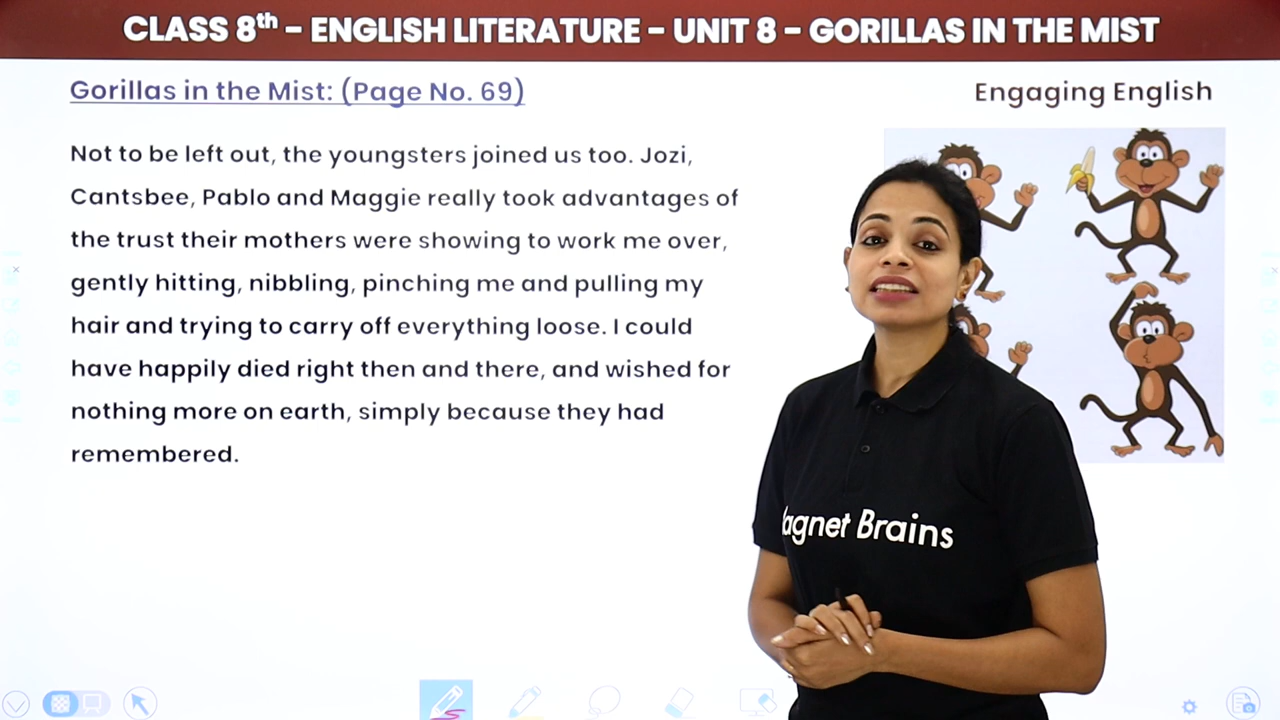 CLASS 8th – ENGLISH LITERATURE – UNIT 8 – GORILLAS IN THE MIST
Gorillas in the Mist: (Page No. 69)
Engaging English
Not to be left out, the youngsters joined us too. Jozi,
Cantsbee, Pablo and Maggie really took advantages of
the trust their mothers were showing to work me over,
gently hitting, nibbling, pinching me and pulling my
hair and trying to carry off everything loose. I could
have happily died right then and there, and wished for
nothing more on earth, simply because they had
remembered.
agnet Brains